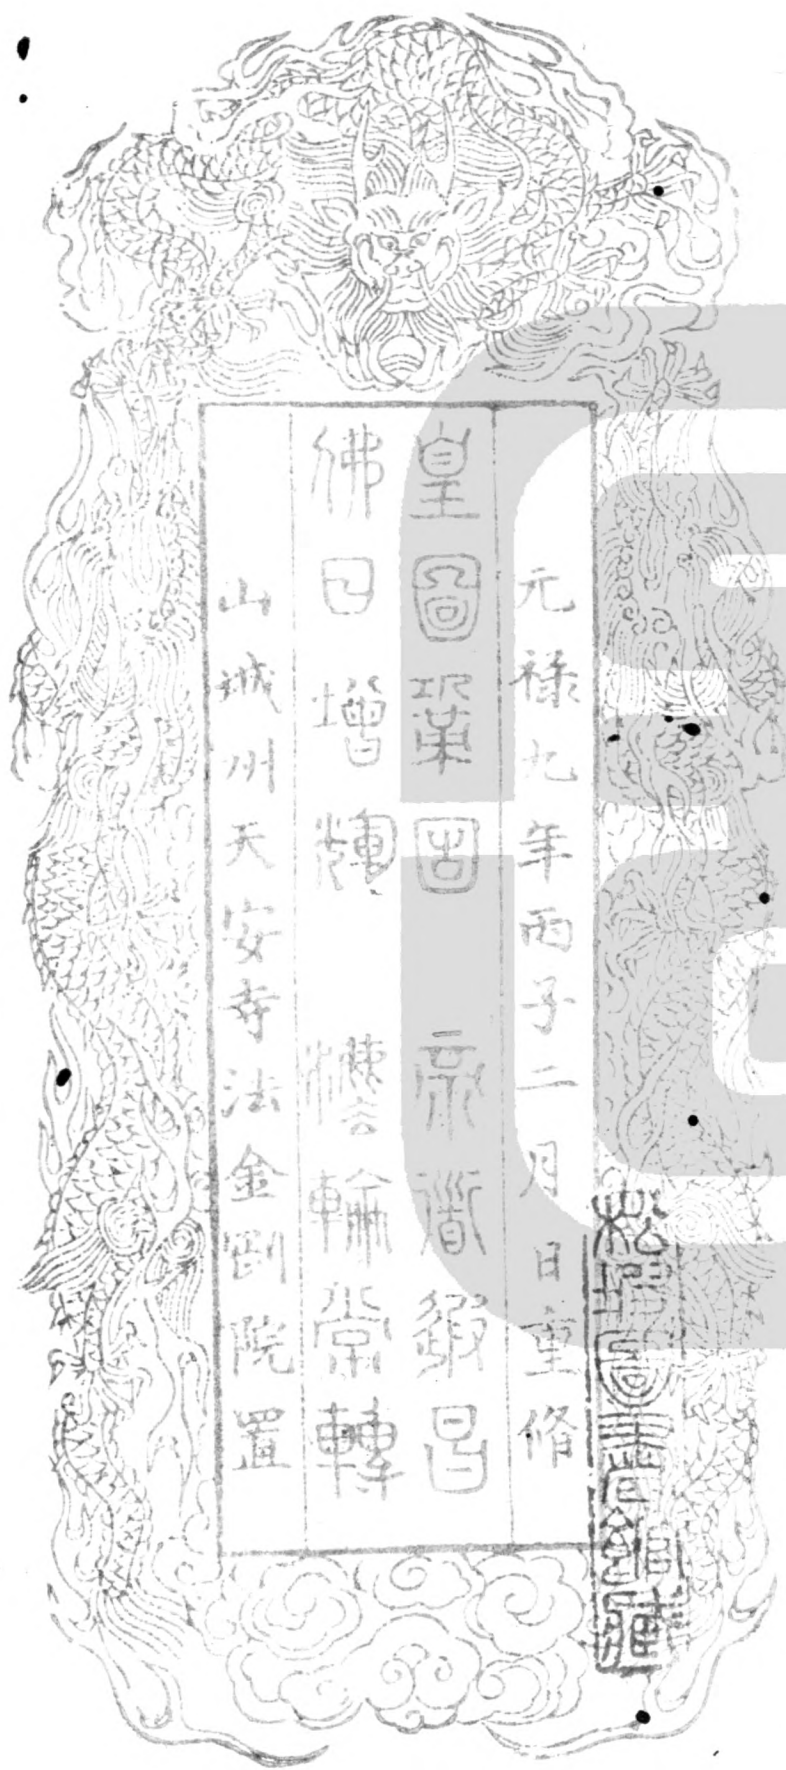 元禄九年丙子二月 日重脩
皇圖鞏固 帝道遐昌
佛日增輝 法輪常轉
山城州天安寺法金剛院置